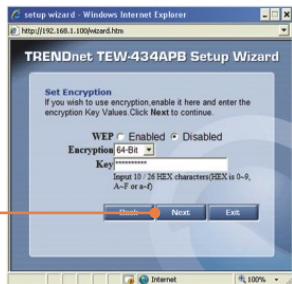 setup wizard - Windows Internet Explorer
http://192.168.1.100/wizard.htm
TRENDnet TEW-434APB Setup Wizard
Set Encryption
If you wish to use encryption,enable it here and enter the
encryption Key Values.Click Next to continue.
WEP Enabled Disabled
Encryption 64-Bit
Key **********
Input 10 / 26 HEX characters(HEX is 0~9,
A~F or a~f)
Back Next Exit
Internet 100%